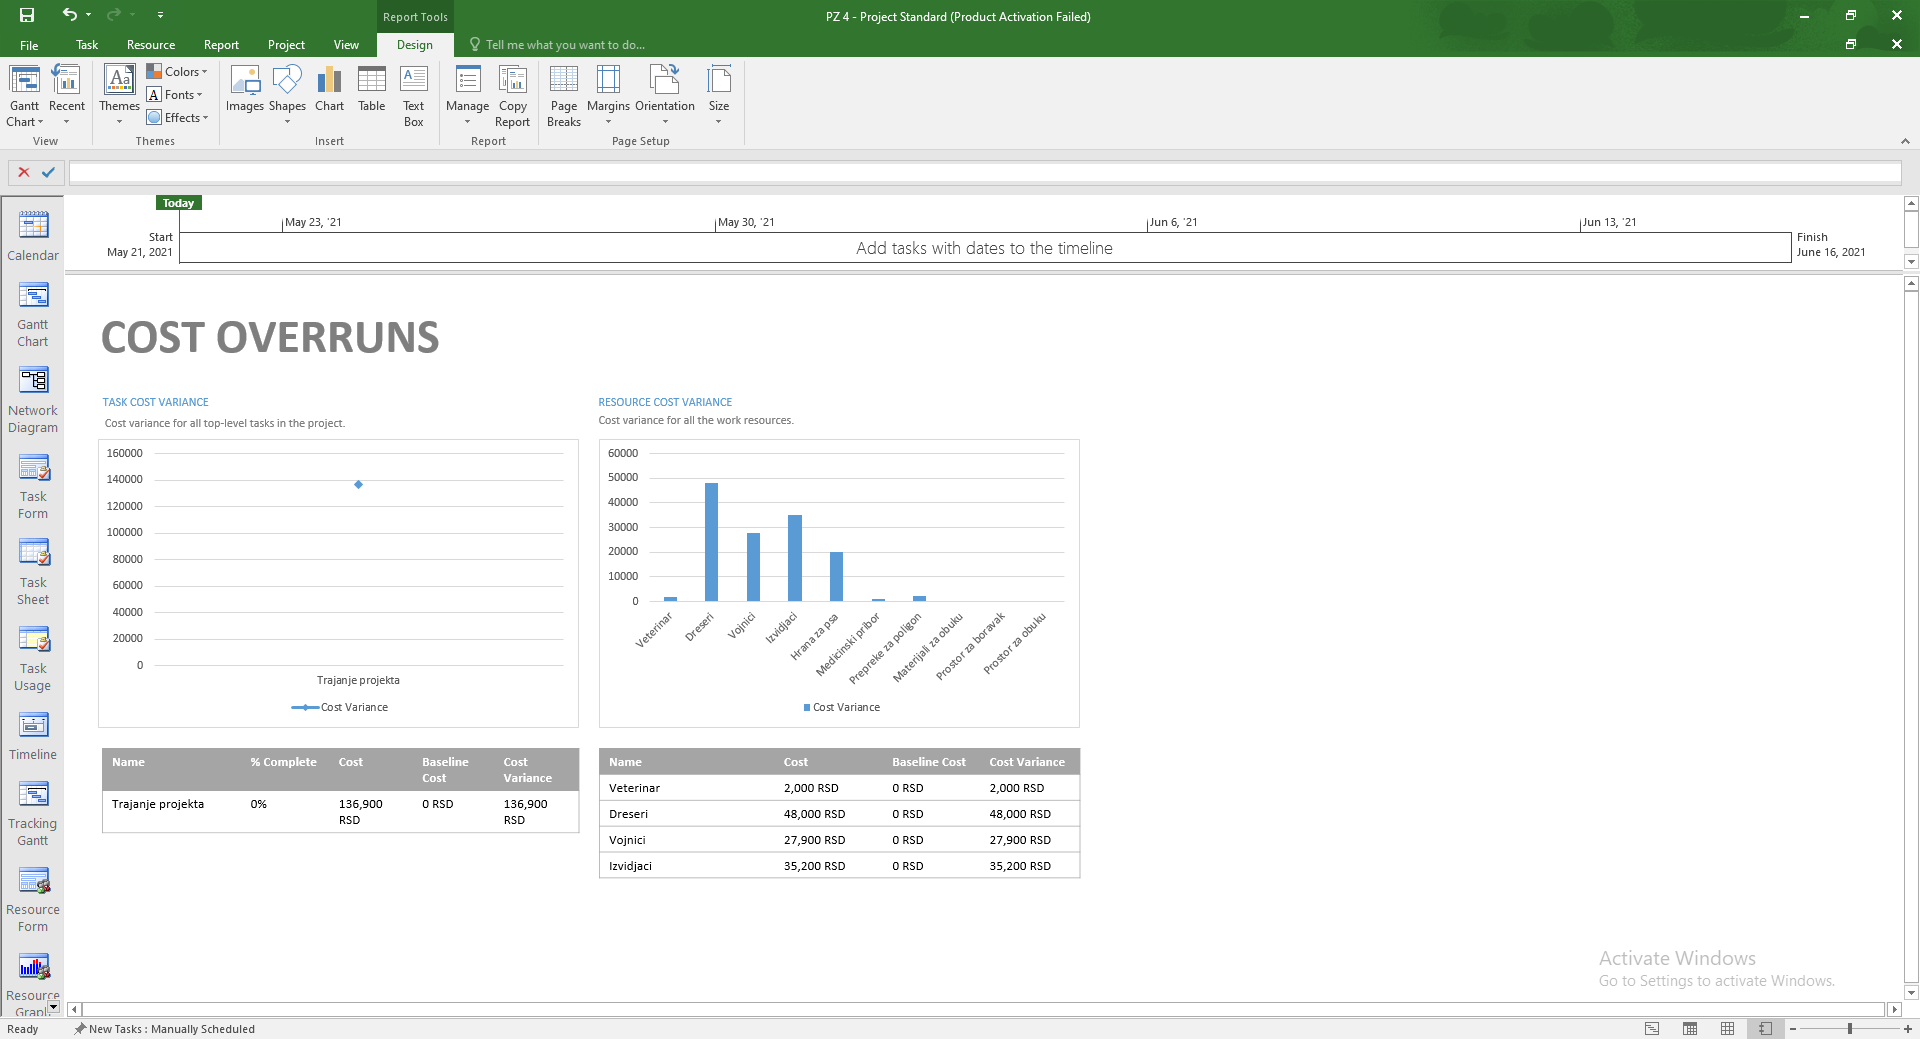 Report Tools
PZ 4 - Project Standard (Product Activation Failed)
File Task Resource Report Project View Design Tell me what you want to do...
Gantt Chart
Recent
View
Themes
Colors
Fonts
Effects
Themes
Images
Shapes
Chart
Table
Text Box
Insert
Manage
Copy Report
Report
Page Breaks
Margins
Orientation
Size
Page Setup
Today
May 23, '21
May 30, '21
Jun 6, '21
Jun 13, '21
Start
May 21, 2021
Add tasks with dates to the timeline
Finish
June 16, 2021
Calendar
Gantt
Chart
Network
Diagram
Task
Form
Task
Sheet
Task
Usage
Timeline
Tracking
Gantt
Resource
Form
Resource
Graph
COST OVERRUNS
TASK COST VARIANCE
Cost variance for all top-level tasks in the project.
160000
140000
120000
100000
80000
60000
40000
20000
0
Trajanje projekta
Cost Variance
Name % Complete Cost Baseline Cost Cost Variance
Trajanje projekta 0% 136,900 RSD 0 RSD 136,900 RSD
RESOURCE COST VARIANCE
Cost variance for all the work resources.
60000
50000
40000
30000
20000
10000
0
Veterinar
Dreseri
Vojnici
Izvidjaci
Hrana za psa
Medicinski pribor
Prepreke za poligon
Materijali za obuku
Prostor za boravak
Prostor za obuku
Cost Variance
Name Cost Baseline Cost Cost Variance
Veterinar 2,000 RSD 0 RSD 2,000 RSD
Dreseri 48,000 RSD 0 RSD 48,000 RSD
Vojnici 27,900 RSD 0 RSD 27,900 RSD
Izvidjaci 35,200 RSD 0 RSD 35,200 RSD
Activate Windows
Go to Settings to activate Windows.
Ready New Tasks : Manually Scheduled